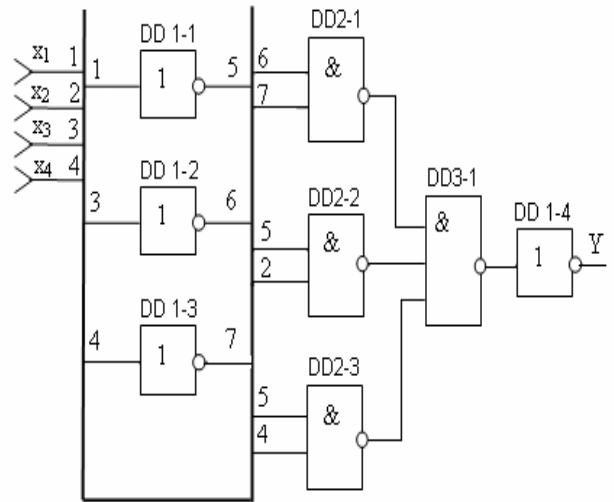 x1 1
x2 2
x3 3
x4 4
DD 1-1
1 1 5
DD 1-2
3 1 6
DD 1-3
4 1 7
DD2-1
6 &
7
DD2-2
5 &
2
DD2-3
5 &
4
DD3-1
&
DD 1-4
1 Y